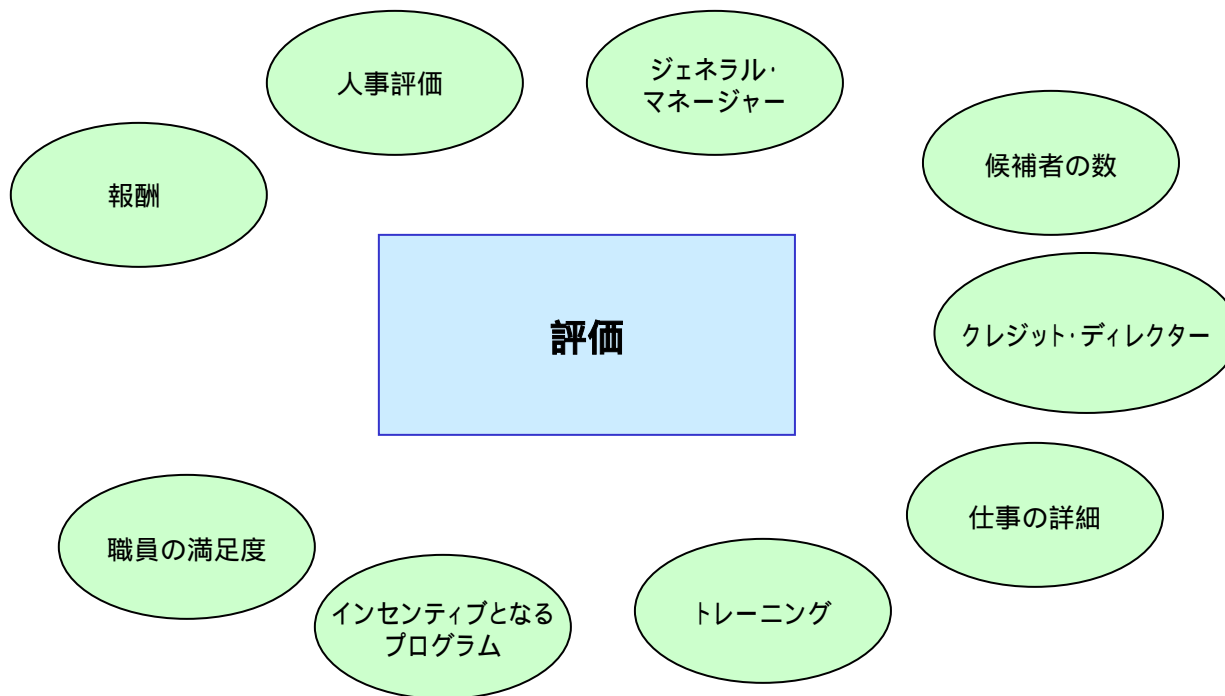 人事評価
ジェネラル・
マネージャー
報酬
候補者の数
評価
クレジット・ディレクター
仕事の詳細
職員の満足度
インセンティブとなる
プログラム
トレーニング